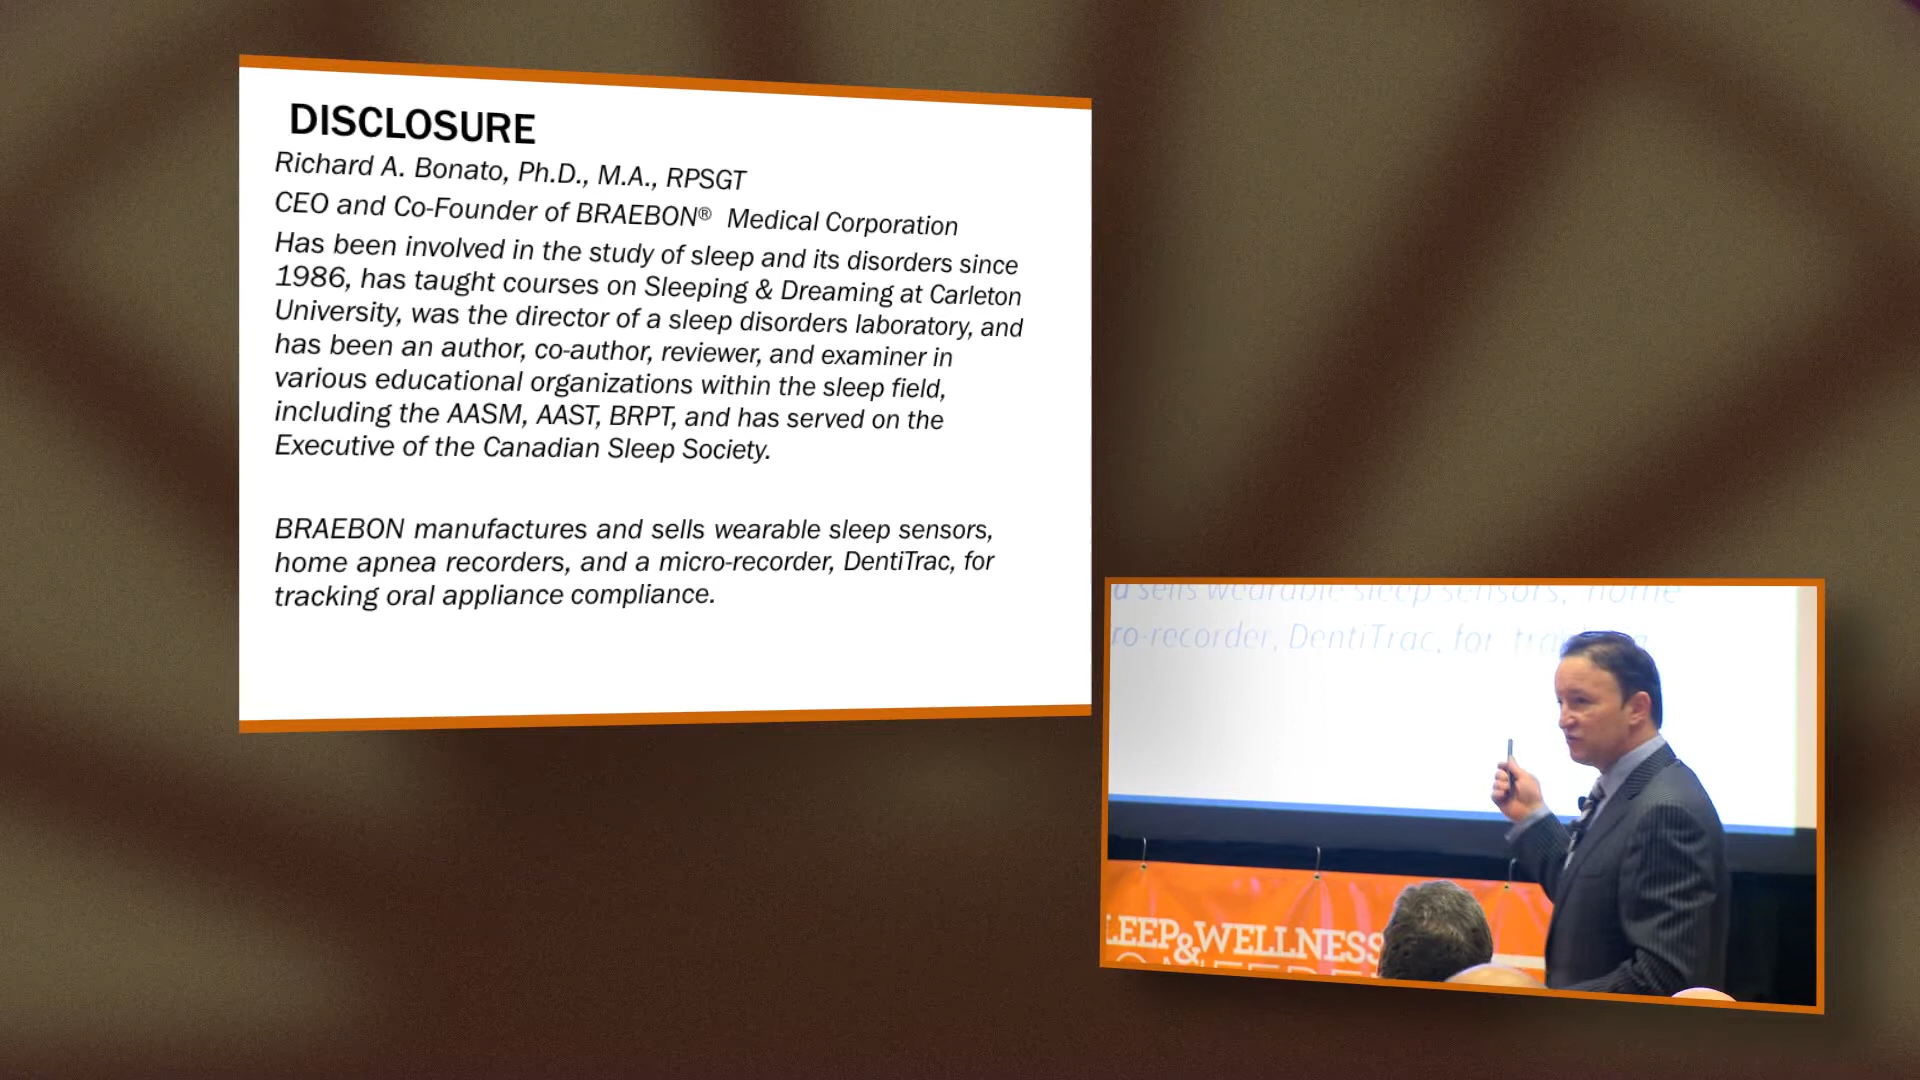 DISCLOSURE
Richard A. Bonato, Ph.D., M.A., RPSGT
CEO and Co-Founder of BRAEBON® Medical Corporation
Has been involved in the study of sleep and its disorders since
1986, has taught courses on Sleeping & Dreaming at Carleton
University, was the director of a sleep disorders laboratory, and
has been an author, co-author, reviewer, and examiner in
various educational organizations within the sleep field,
including the AASM, AAST, BRPT, and has served on the
Executive of the Canadian Sleep Society.
BRAEBON manufactures and sells wearable sleep sensors,
home apnea recorders, and a micro-recorder, DentiTrac, for
tracking oral appliance compliance.
sells wearable sleep sensors, home
ro-recorder, DentiTrac, for
LEEP & WELLNESS